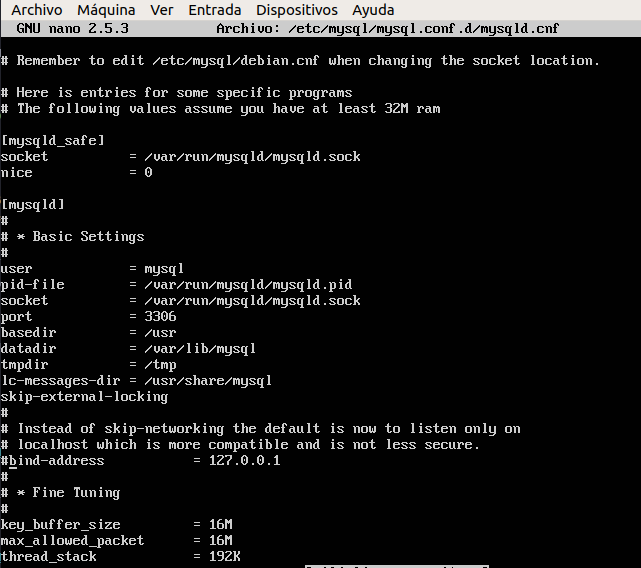 Archivo Máquina Ver Entrada Dispositivos Ayuda
GNU nano 2.5.3 Archivo: /etc/mysql/mysql.conf.d/mysqld.cnf
# Remember to edit /etc/mysql/debian.cnf when changing the socket location.
# Here is entries for some specific programs
# The following values assume you have at least 32M ram
[mysqld_safe]
socket = /var/run/mysqld/mysqld.sock
nice = 0
[mysqld]
#
# * Basic Settings
#
user = mysql
pid-file = /var/run/mysqld/mysqld.pid
socket = /var/run/mysqld/mysqld.sock
port = 3306
basedir = /usr
datadir = /var/lib/mysql
tmpdir = /tmp
lc-messages-dir = /usr/share/mysql
skip-external-locking
#
# Instead of skip-networking the default is now to listen only on
# localhost which is more compatible and is not less secure.
#bind-address = 127.0.0.1
#
# * Fine Tuning
#
key_buffer_size = 16M
max_allowed_packet = 16M
thread_stack = 192K